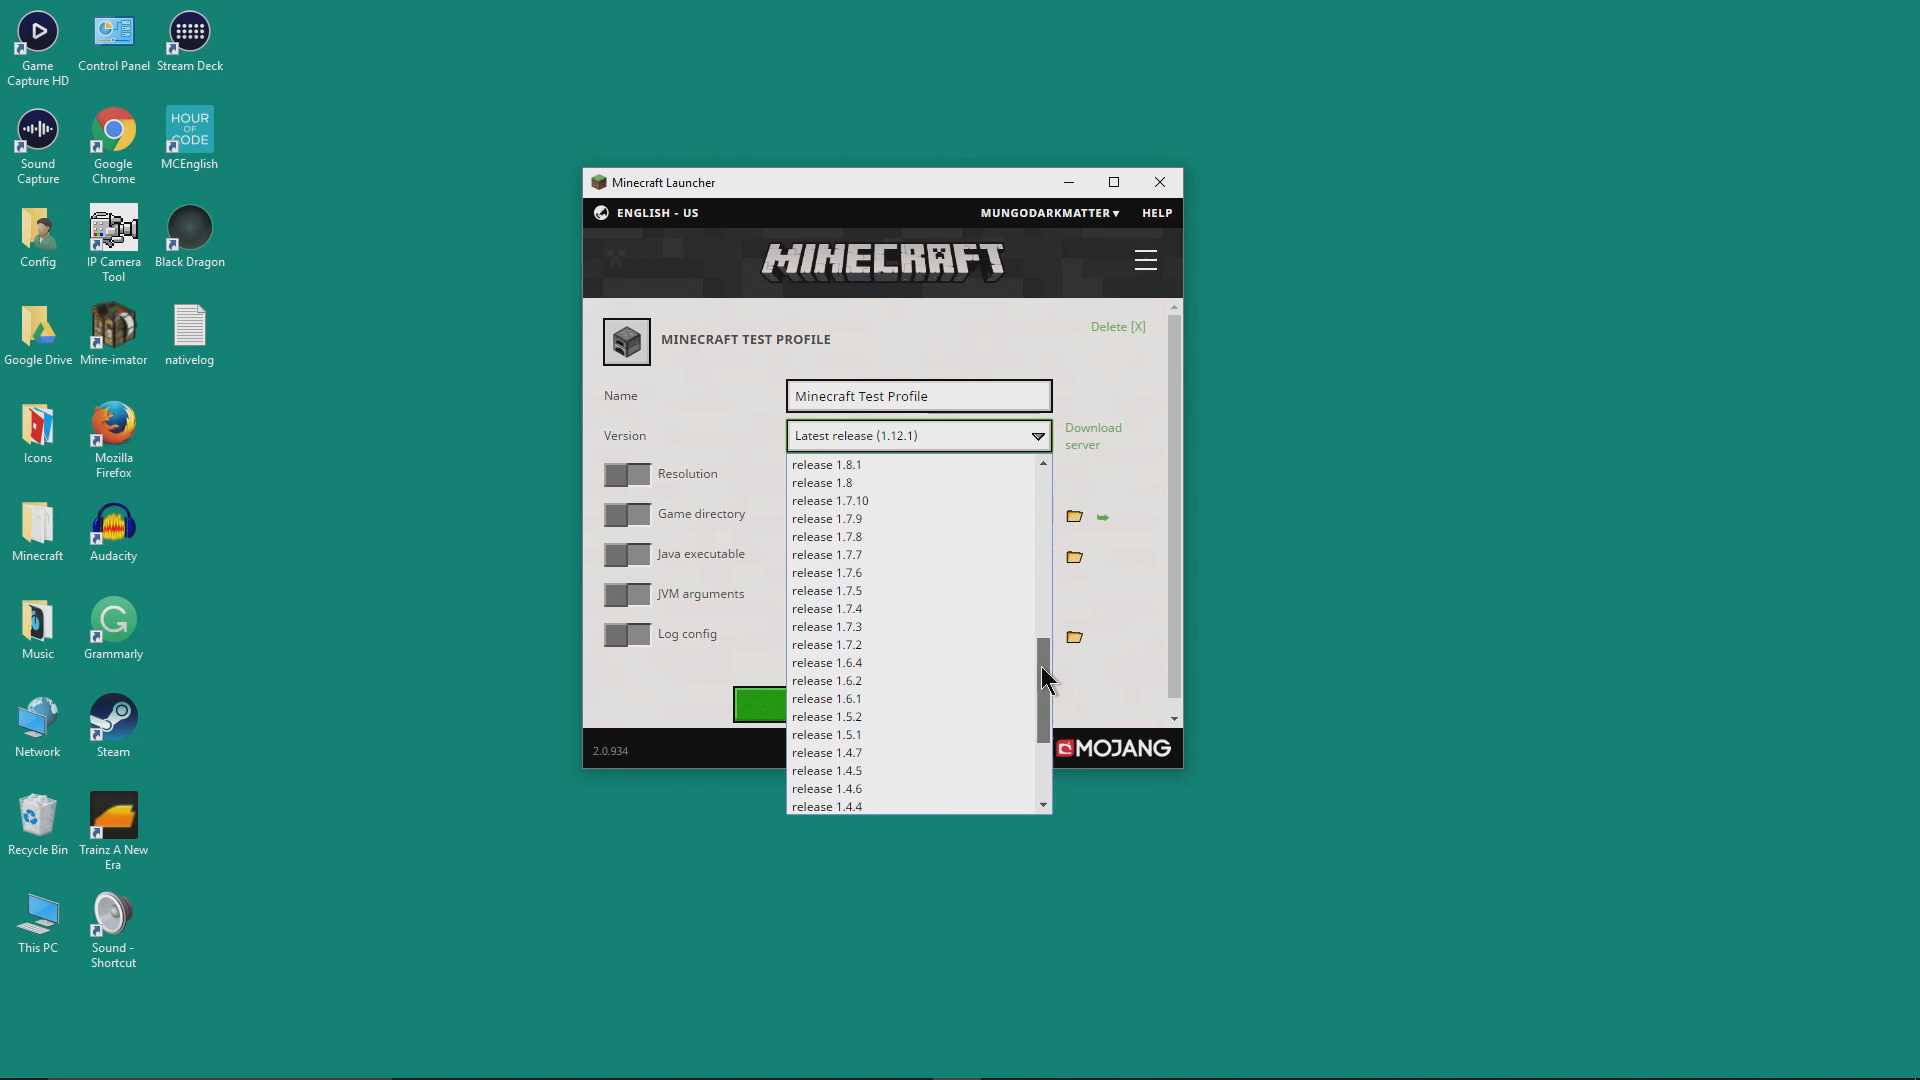 Game
Capture HD
Control Panel
Stream Deck
Sound
Capture
Google
Chrome
HOUR
OF
CODE
MCEnglish
Config
IP Camera
Tool
Black Dragon
Google Drive
Mine-imator
nativelog
Icons
Mozilla
Firefox
Minecraft
Audacity
Music
Grammarly
Network
Steam
Recycle Bin
Trainz A New
Era
This PC
Sound -
Shortcut
Minecraft Launcher
ENGLISH - US
MUNGODARKMATTER▾
HELP
MINECRAFT
Delete [X]
MINECRAFT TEST PROFILE
Name
Minecraft Test Profile
Version
Latest release (1.12.1)
Download
server
Resolution
Game directory
Java executable
JVM arguments
Log config
release 1.8.1
release 1.8
release 1.7.10
release 1.7.9
release 1.7.8
release 1.7.7
release 1.7.6
release 1.7.5
release 1.7.4
release 1.7.3
release 1.7.2
release 1.6.4
release 1.6.2
release 1.6.1
release 1.5.2
release 1.5.1
release 1.4.7
release 1.4.5
release 1.4.6
release 1.4.4
2.0.934
MOJANG